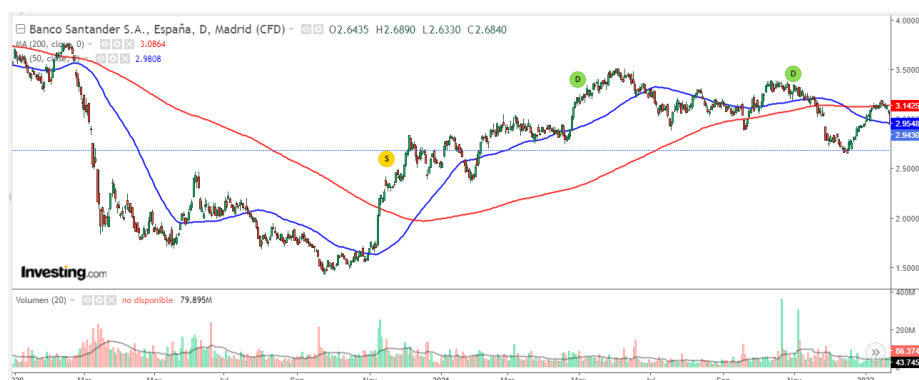 Banco Santander S.A., España, D, Madrid (CFD) O2.6435 H2.6890 L2.6330 C2.6840
MA (200, close, 0) 3.0864
MA (50, close, 0) 2.9808
4.0000
3.5000
3.1425
2.9548
2.9430
2.5000
2.0000
1.5000
D
D
S
Investing.com
Volumen (20) no disponible 79.895M
400M
200M
86.374
43.749
Mar May Jul Sep Nov 2021 Mar May Jul Sep Nov 2022